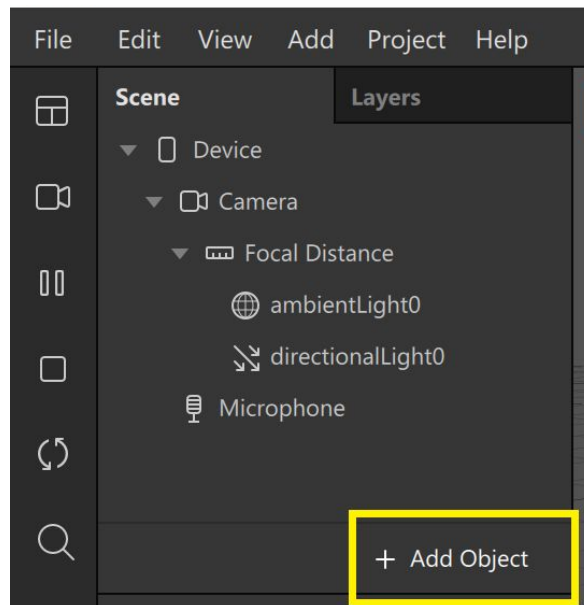 File Edit View Add Project Help
Scene Layers
Device
Camera
Focal Distance
ambientLight0
directionalLight0
Microphone
+ Add Object